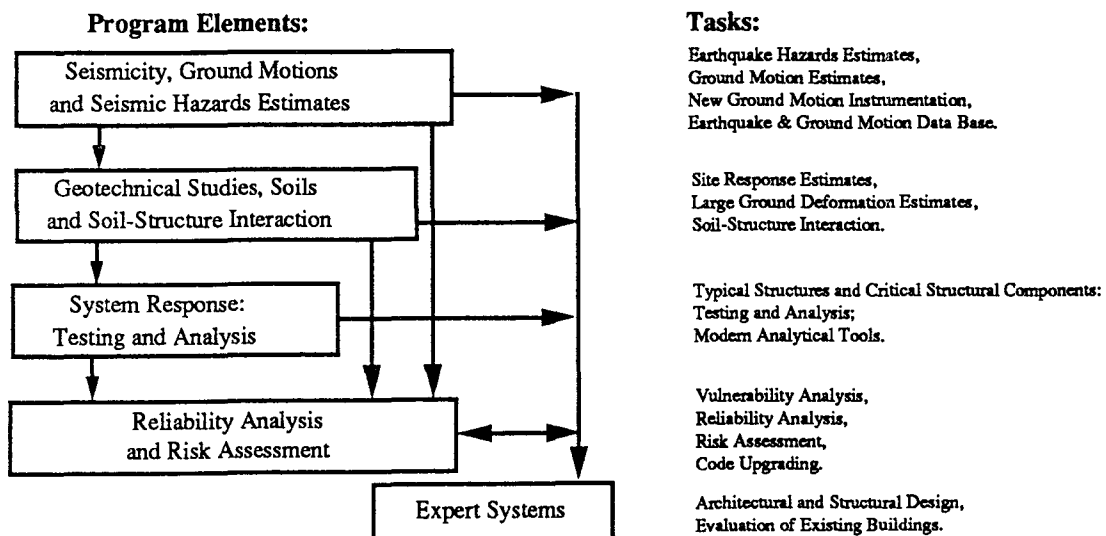 Program Elements:
Seismicity, Ground Motions
and Seismic Hazards Estimates
Geotechnical Studies, Soils
and Soil-Structure Interaction
System Response:
Testing and Analysis
Reliability Analysis
and Risk Assessment
Expert Systems
Tasks:
Earthquake Hazards Estimates,
Ground Motion Estimates,
New Ground Motion Instrumentation,
Earthquake & Ground Motion Data Base.
Site Response Estimates,
Large Ground Deformation Estimates,
Soil-Structure Interaction.
Typical Structures and Critical Structural Components:
Testing and Analysis;
Modern Analytical Tools.
Vulnerability Analysis,
Reliability Analysis,
Risk Assessment,
Code Upgrading.
Architectural and Structural Design,
Evaluation of Existing Buildings.